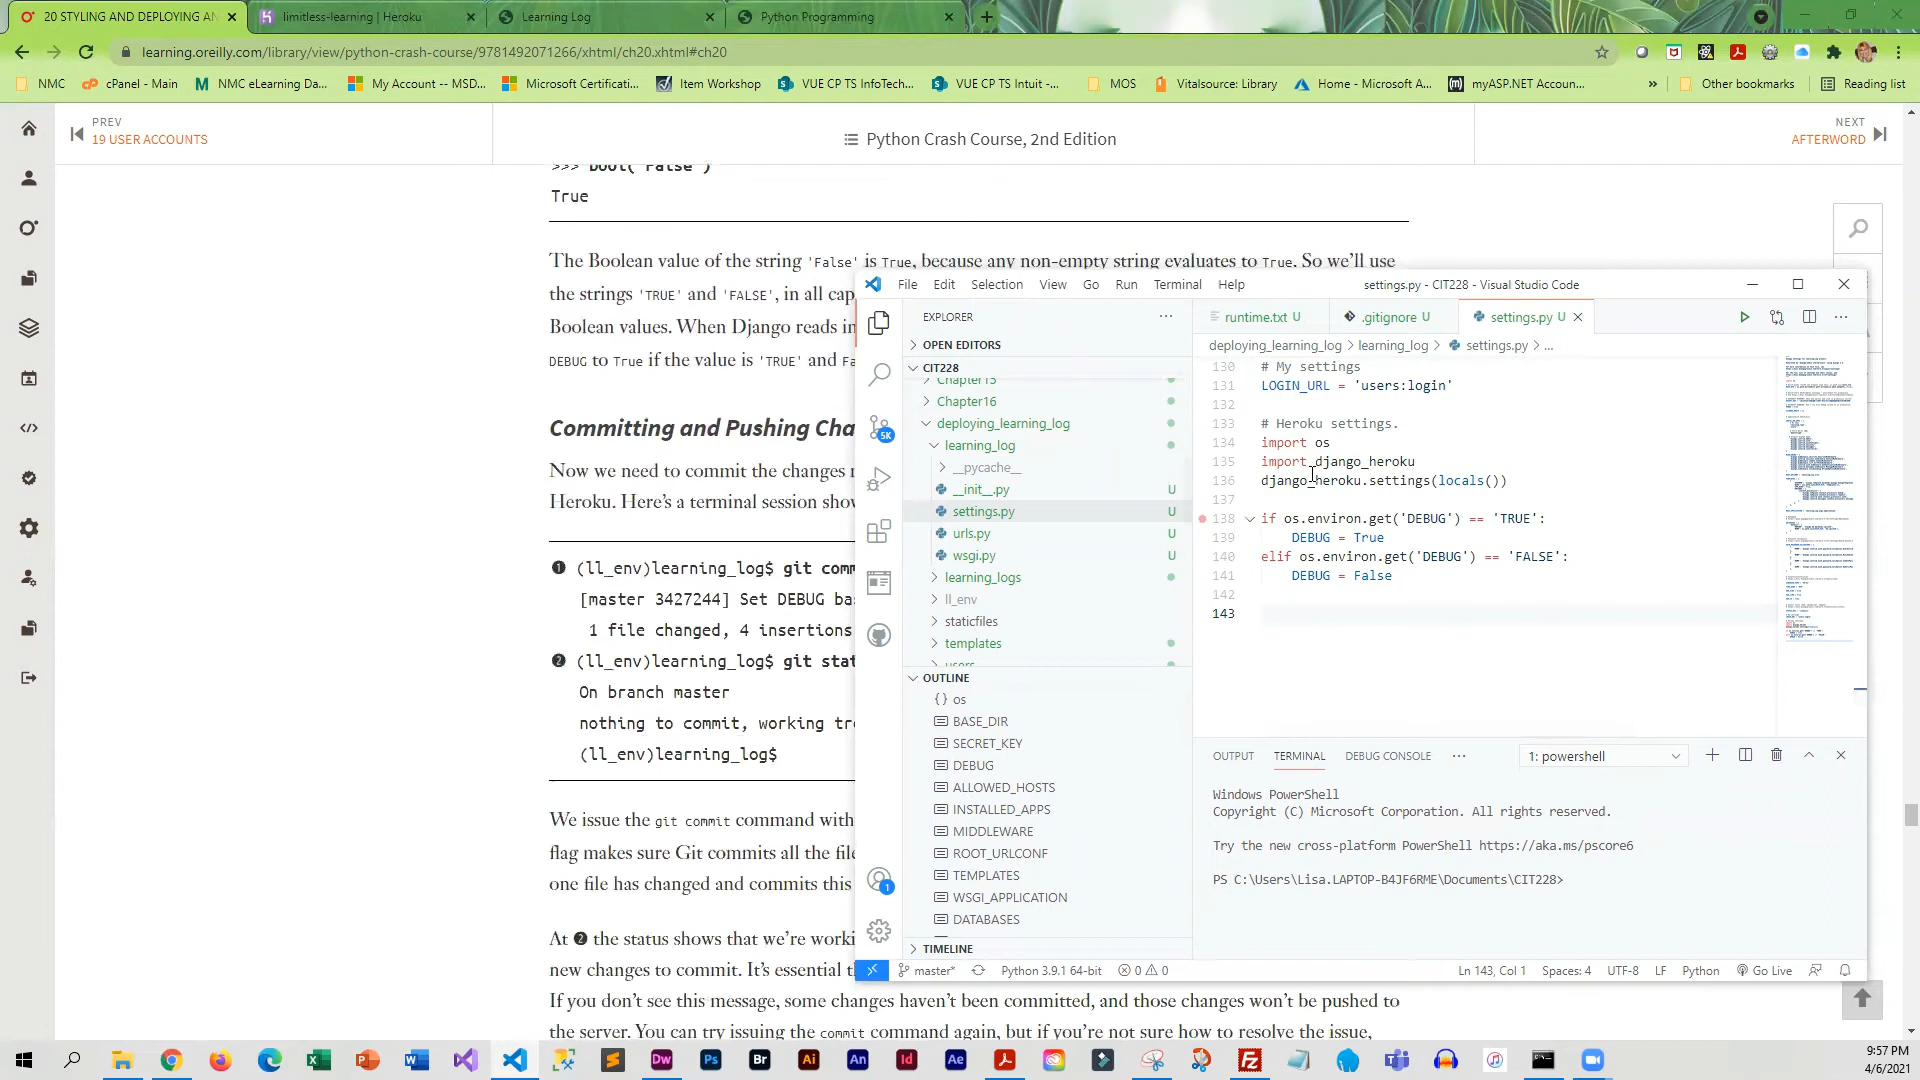 20 STYLING AND DEPLOYING AN
limitless-learning | Heroku
Learning Log
Python Programming
learning.oreilly.com/library/view/python-crash-course/9781492071266/xhtml/ch20.xhtml#ch20
NMC
cPanel - Main
NMC eLearning Da...
My Account -- MSD...
Microsoft Certificati...
Item Workshop
VUE CP TS InfoTech...
VUE CP TS Intuit -...
MOS
Vitalsource: Library
Home - Microsoft A...
myASP.NET Accoun...
Other bookmarks
Reading list
PREV
19 USER ACCOUNTS
Python Crash Course, 2nd Edition
NEXT
AFTERWORD
>>> bool('False')
True
The Boolean value of the string 'False' is True, because any non-empty string evaluates to True. So we'll use
the strings 'TRUE' and 'FALSE', in all cap
Boolean values. When Django reads in
DEBUG to True if the value is 'TRUE' and Fa
Committing and Pushing Cha
Now we need to commit the changes
Heroku. Here's a terminal session show
❶ (ll_env)learning_log$ git comm
[master 3427244] Set DEBUG ba
1 file changed, 4 insertions
❷ (ll_env)learning_log$ git stat
On branch master
nothing to commit, working tre
(ll_env)learning_log$
We issue the git commit command with
flag makes sure Git commits all the file
one file has changed and commits this
At ❷ the status shows that we're worki
new changes to commit. It's essential t
If you don't see this message, some changes haven't been committed, and those changes won't be pushed to
the server. You can try issuing the commit command again, but if you're not sure how to resolve the issue,
File Edit Selection View Go Run Terminal Help
settings.py - CIT228 - Visual Studio Code
EXPLORER
OPEN EDITORS
CIT228
Chapter15
Chapter16
deploying_learning_log
learning_log
__pycache__
__init__.py U
settings.py U
urls.py U
wsgi.py U
learning_logs
ll_env
staticfiles
templates
users
OUTLINE
{} os
BASE_DIR
SECRET_KEY
DEBUG
ALLOWED_HOSTS
INSTALLED_APPS
MIDDLEWARE
ROOT_URLCONF
TEMPLATES
WSGI_APPLICATION
DATABASES
TIMELINE
5K
1
runtime.txt U
.gitignore U
settings.py U
deploying_learning_log > learning_log > settings.py > ...
130 # My settings
131 LOGIN_URL = 'users:login'
132
133 # Heroku settings.
134 import os
135 import django_heroku
136 django_heroku.settings(locals())
137
138 if os.environ.get('DEBUG') == 'TRUE':
139 DEBUG = True
140 elif os.environ.get('DEBUG') == 'FALSE':
141 DEBUG = False
142
143
OUTPUT TERMINAL DEBUG CONSOLE
1: powershell
Windows PowerShell
Copyright (C) Microsoft Corporation. All rights reserved.
Try the new cross-platform PowerShell https://aka.ms/pscore6
PS C:\Users\Lisa.LAPTOP-B4JF6RME\Documents\CIT228>
master* Python 3.9.1 64-bit 0 0
Ln 143, Col 1 Spaces: 4 UTF-8 LF Python Go Live
9:57 PM
4/6/2021